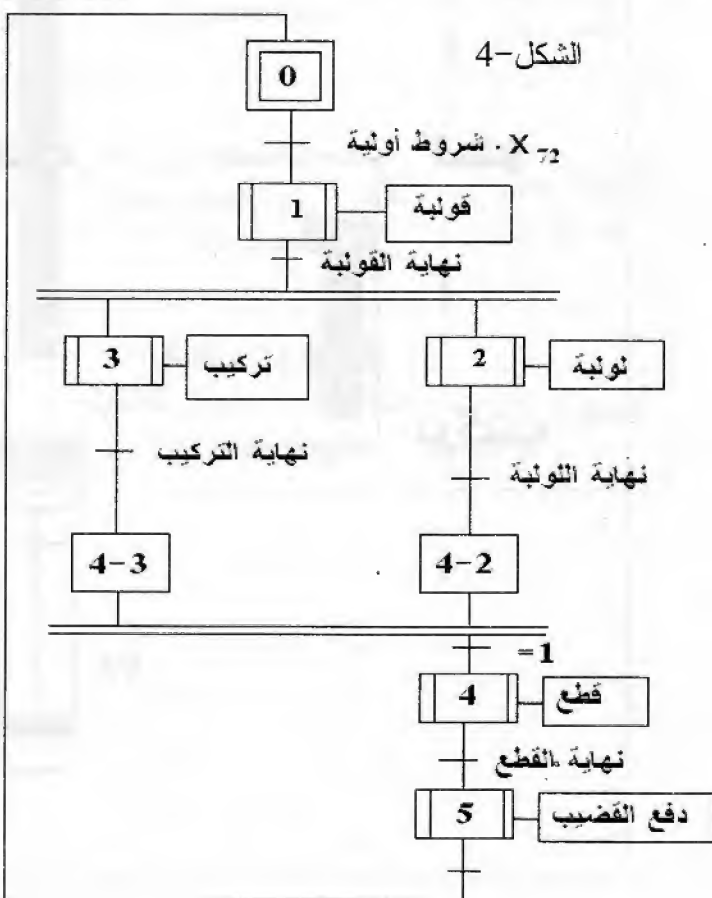 الشكل-4
0
X 72 . شروط أولية
1
قولبة
نهاية القولبة
3
تركيب
2
لولبة
نهاية التركيب
نهاية اللولبة
4-3
4-2
=1
4
قطع
نهاية القطع
5
دفع القضيب